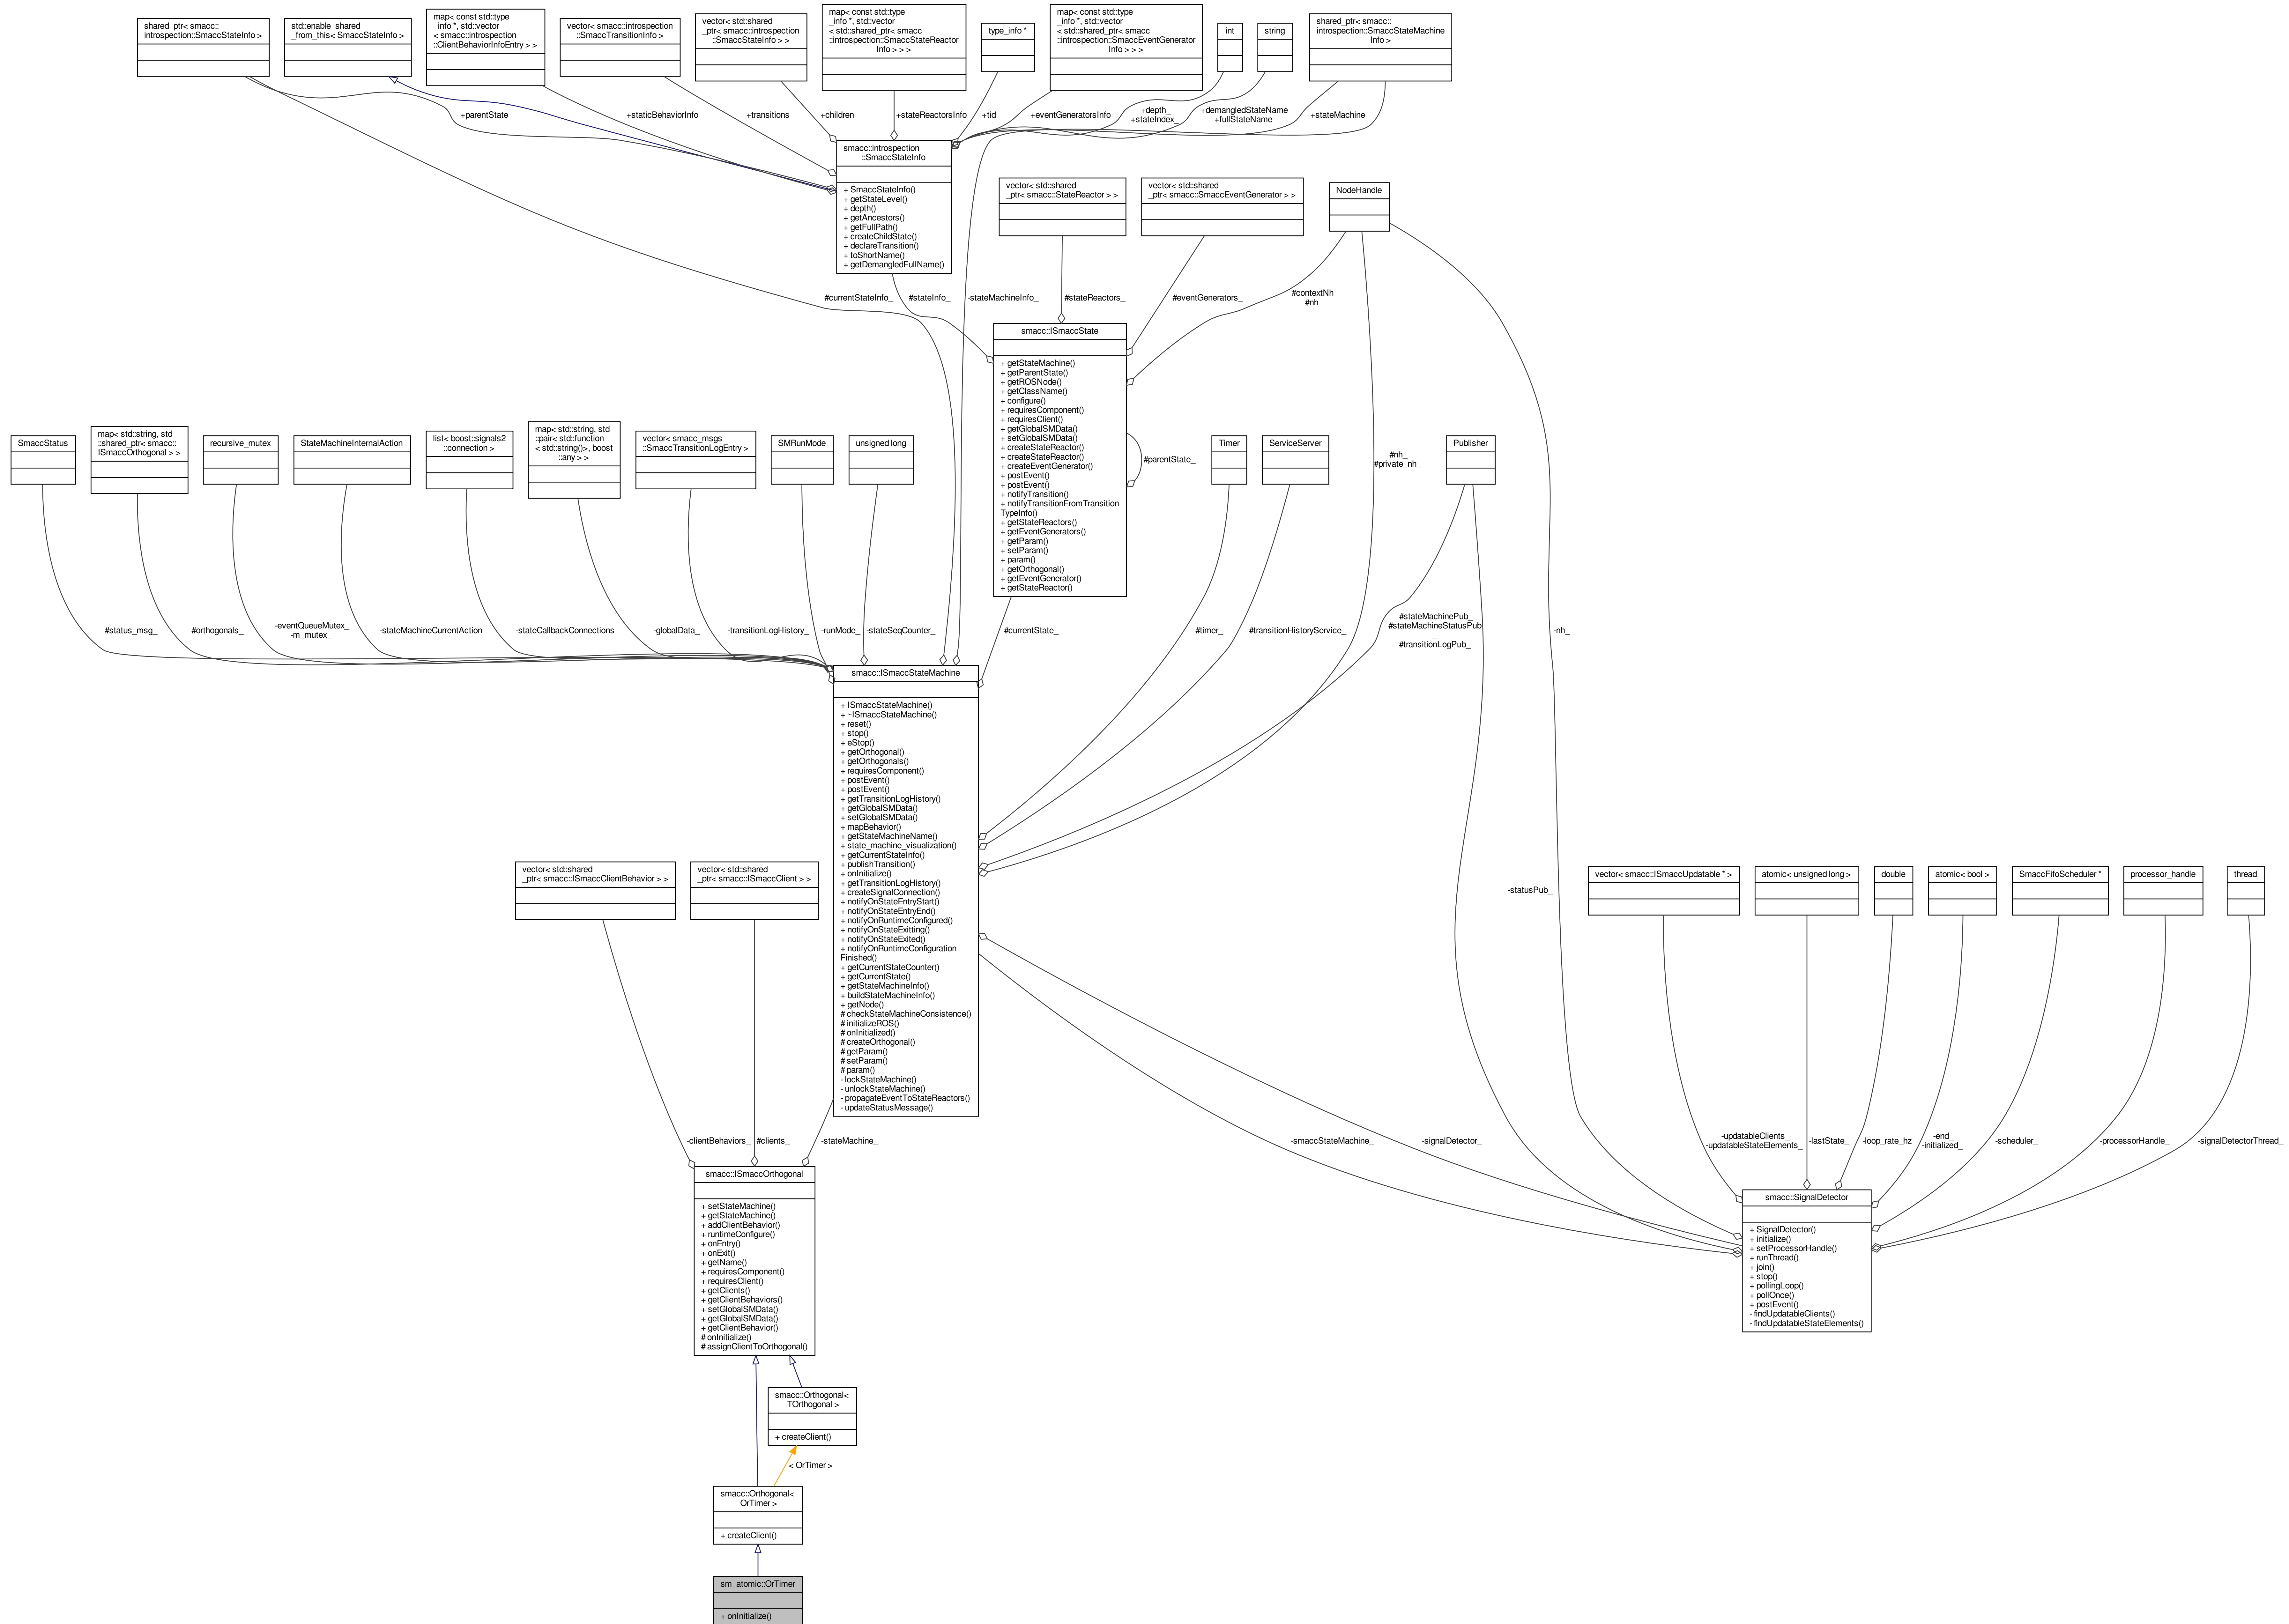 shared_ptr< smacc::
introspection::SmaccStateInfo >
std::enable_shared
_from_this< SmaccStateInfo >
map< const std::type
_info *, std::vector
< smacc::introspection
::ClientBehaviorInfoEntry > >
vector< smacc::introspection
::SmaccTransitionInfo >
vector< std::shared
_ptr< smacc::introspection
::SmaccStateInfo > >
map< const std::type
_info *, std::vector
< std::shared_ptr< smacc
::introspection::SmaccStateReactor
Info > > >
type_info *
map< const std::type
_info *, std::vector
< std::shared_ptr< smacc
::introspection::SmaccEventGenerator
Info > > >
int
string
shared_ptr< smacc::
introspection::SmaccStateMachine
Info >
+parentState_
+staticBehaviorInfo
+transitions_
+children_
+stateReactorsInfo
+tid_
+eventGeneratorsInfo
+depth_
+stateIndex_
+demangledStateName
+fullStateName
+stateMachine_
smacc::introspection
::SmaccStateInfo
+ SmaccStateInfo()
+ getStateLevel()
+ depth()
+ getAncestors()
+ getFullPath()
+ createChildState()
+ declareTransition()
+ toShortName()
+ getDemangledFullName()
vector< std::shared
_ptr< smacc::StateReactor > >
vector< std::shared
_ptr< smacc::SmaccEventGenerator > >
NodeHandle
#currentStateInfo_
#stateInfo_
-stateMachineInfo_
#stateReactors_
#eventGenerators_
#contextNh
#nh
smacc::ISmaccState
+ getStateMachine()
+ getParentState()
+ getROSNode()
+ getClassName()
+ configure()
+ requiresComponent()
+ requiresClient()
+ getGlobalSMData()
+ setGlobalSMData()
+ createStateReactor()
+ createStateReactor()
+ createEventGenerator()
+ postEvent()
+ postEvent()
+ notifyTransition()
+ notifyTransitionFromTransition
TypeInfo()
+ getStateReactors()
+ getEventGenerators()
+ getParam()
+ setParam()
+ param()
+ getOrthogonal()
+ getEventGenerator()
+ getStateReactor()
#parentState_
SmaccStatus
map< std::string, std
::shared_ptr< smacc::
ISmaccOrthogonal > >
recursive_mutex
StateMachineInternalAction
list< boost::signals2
::connection >
map< std::string, std
::pair< std::function
< std::string()>, boost
::any > >
vector< smacc_msgs
::SmaccTransitionLogEntry >
SMRunMode
unsigned long
Timer
ServiceServer
Publisher
#nh_
#private_nh_
#status_msg_
#orthogonals_
-eventQueueMutex_
-m_mutex_
-stateMachineCurrentAction
-stateCallbackConnections
-globalData_
-transitionLogHistory_
-runMode_
-stateSeqCounter_
#currentState_
#timer_
#transitionHistoryService_
#stateMachinePub_
#stateMachineStatusPub
_
#transitionLogPub_
-nh_
smacc::ISmaccStateMachine
+ ISmaccStateMachine()
+ ~ISmaccStateMachine()
+ reset()
+ stop()
+ eStop()
+ getOrthogonal()
+ getOrthogonals()
+ requiresComponent()
+ postEvent()
+ postEvent()
+ getTransitionLogHistory()
+ getGlobalSMData()
+ setGlobalSMData()
+ mapBehavior()
+ getStateMachineName()
+ state_machine_visualization()
+ getCurrentStateInfo()
+ publishTransition()
+ onInitialize()
+ getTransitionLogHistory()
+ createSignalConnection()
+ notifyOnStateEntryStart()
+ notifyOnStateEntryEnd()
+ notifyOnRuntimeConfigured()
+ notifyOnStateExitting()
+ notifyOnStateExited()
+ notifyOnRuntimeConfiguration
Finished()
+ getCurrentStateCounter()
+ getCurrentState()
+ getStateMachineInfo()
+ buildStateMachineInfo()
+ getNode()
# checkStateMachineConsistence()
# initializeROS()
# onInitialized()
# createOrthogonal()
# getParam()
# setParam()
# param()
- lockStateMachine()
- unlockStateMachine()
- propagateEventToStateReactors()
- updateStatusMessage()
vector< std::shared
_ptr< smacc::ISmaccClientBehavior > >
vector< std::shared
_ptr< smacc::ISmaccClient > >
-statusPub_
vector< smacc::ISmaccUpdatable * >
atomic< unsigned long >
double
atomic< bool >
SmaccFifoScheduler *
processor_handle
thread
-clientBehaviors_
#clients_
-stateMachine_
-smaccStateMachine_
-signalDetector_
-updatableClients_
-updatableStateElements_
-lastState_
-loop_rate_hz
-end_
-initialized_
-scheduler_
-processorHandle_
-signalDetectorThread_
smacc::ISmaccOrthogonal
+ setStateMachine()
+ getStateMachine()
+ addClientBehavior()
+ runtimeConfigure()
+ onEntry()
+ onExit()
+ getName()
+ requiresComponent()
+ requiresClient()
+ getClients()
+ getClientBehaviors()
+ setGlobalSMData()
+ getGlobalSMData()
+ getClientBehavior()
# onInitialize()
# assignClientToOrthogonal()
smacc::SignalDetector
+ SignalDetector()
+ initialize()
+ setProcessorHandle()
+ runThread()
+ join()
+ stop()
+ pollingLoop()
+ pollOnce()
+ postEvent()
- findUpdatableClients()
- findUpdatableStateElements()
smacc::Orthogonal<
TOrthogonal >
+ createClient()
< OrTimer >
smacc::Orthogonal<
OrTimer >
+ createClient()
sm_atomic::OrTimer
+ onInitialize()